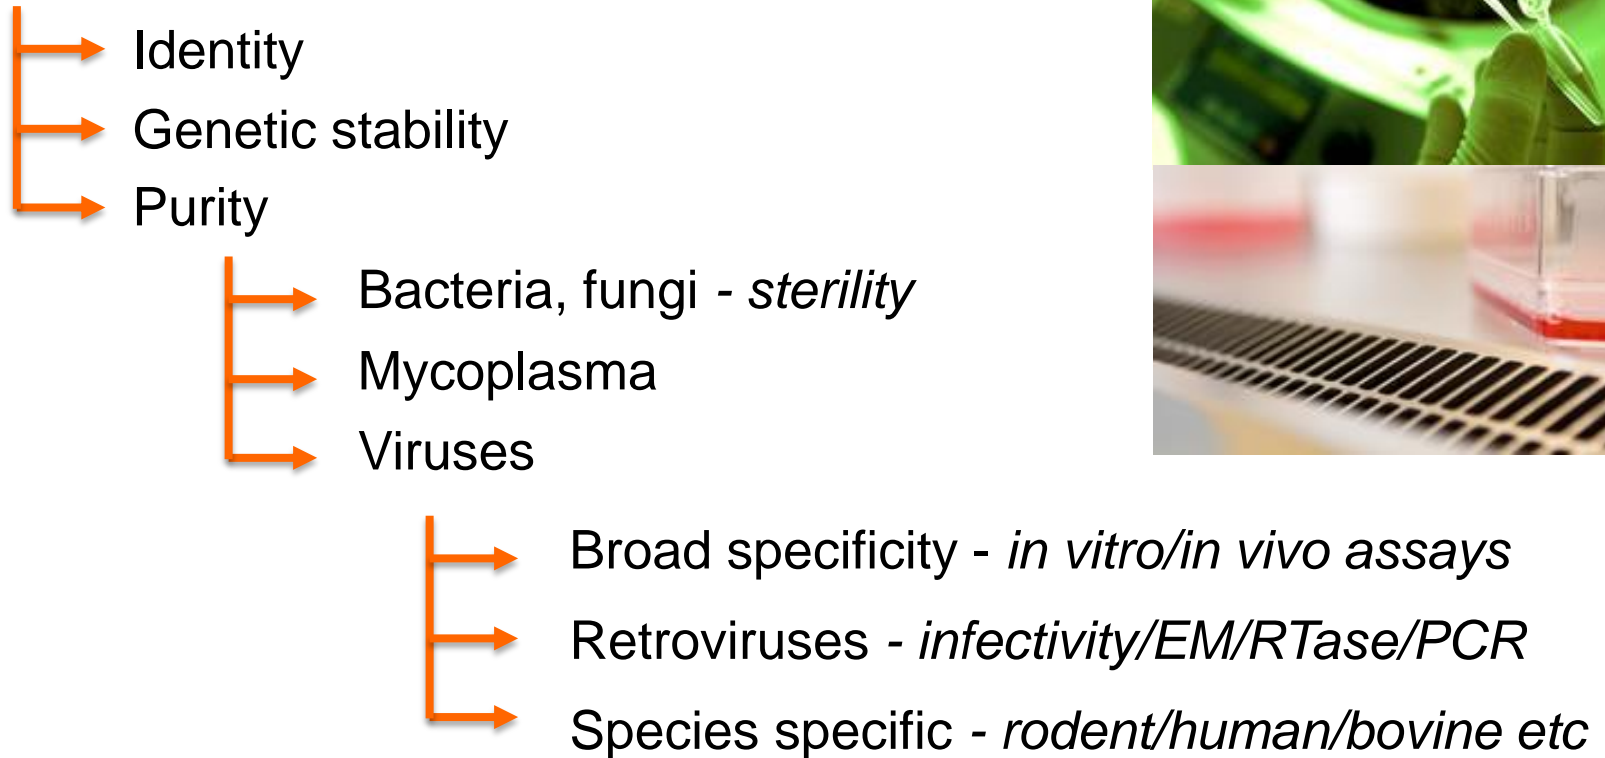 Identity
Genetic stability
Purity
Bacteria, fungi - sterility
Mycoplasma
Viruses
Broad specificity - in vitro/in vivo assays
Retroviruses - infectivity/EM/RTase/PCR
Species specific - rodent/human/bovine etc